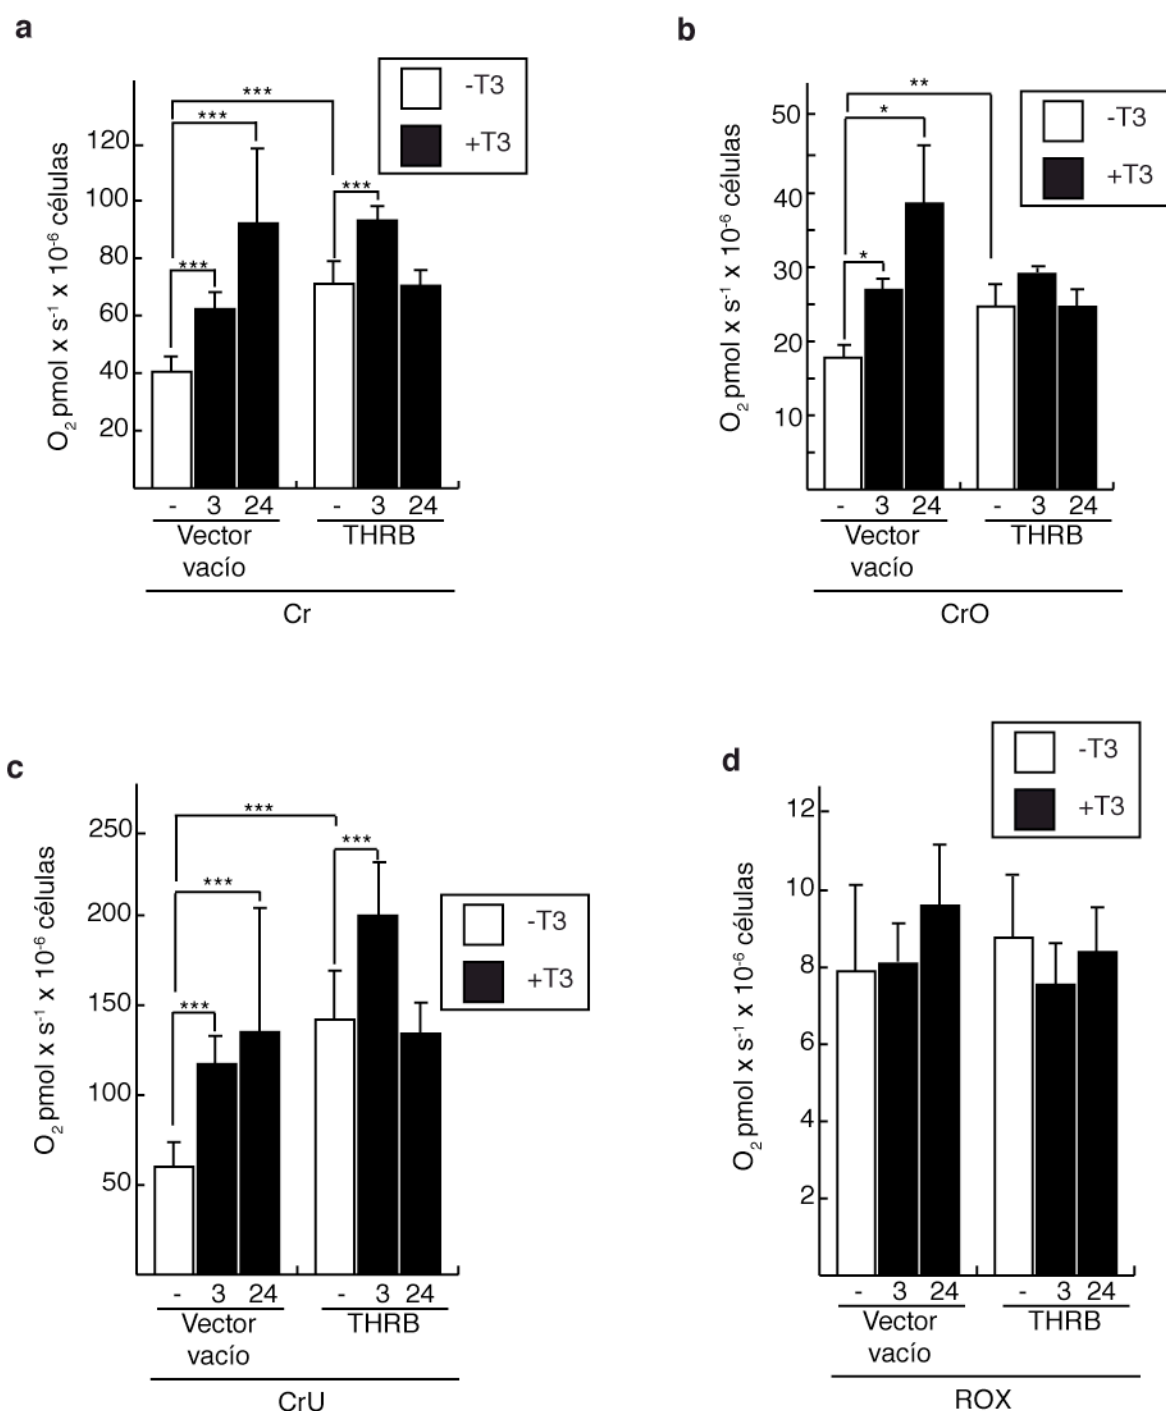 a
-T3
+T3
***
***
***
***
O₂ pmol x s⁻¹ x 10⁻⁶ células
120
100
80
60
40
20
- 3 24 - 3 24
Vector vacío
THRB
Cr
b
-T3
+T3
**
*
*
O₂ pmol x s⁻¹ x 10⁻⁶ células
50
40
30
20
10
- 3 24 - 3 24
Vector vacío
THRB
CrO
c
-T3
+T3
***
***
***
***
O₂ pmol x s⁻¹ x 10⁻⁶ células
250
200
150
100
50
- 3 24 - 3 24
Vector vacío
THRB
CrU
d
-T3
+T3
O₂ pmol x s⁻¹ x 10⁻⁶ células
12
10
8
6
4
2
- 3 24 - 3 24
Vector vacío
THRB
ROX